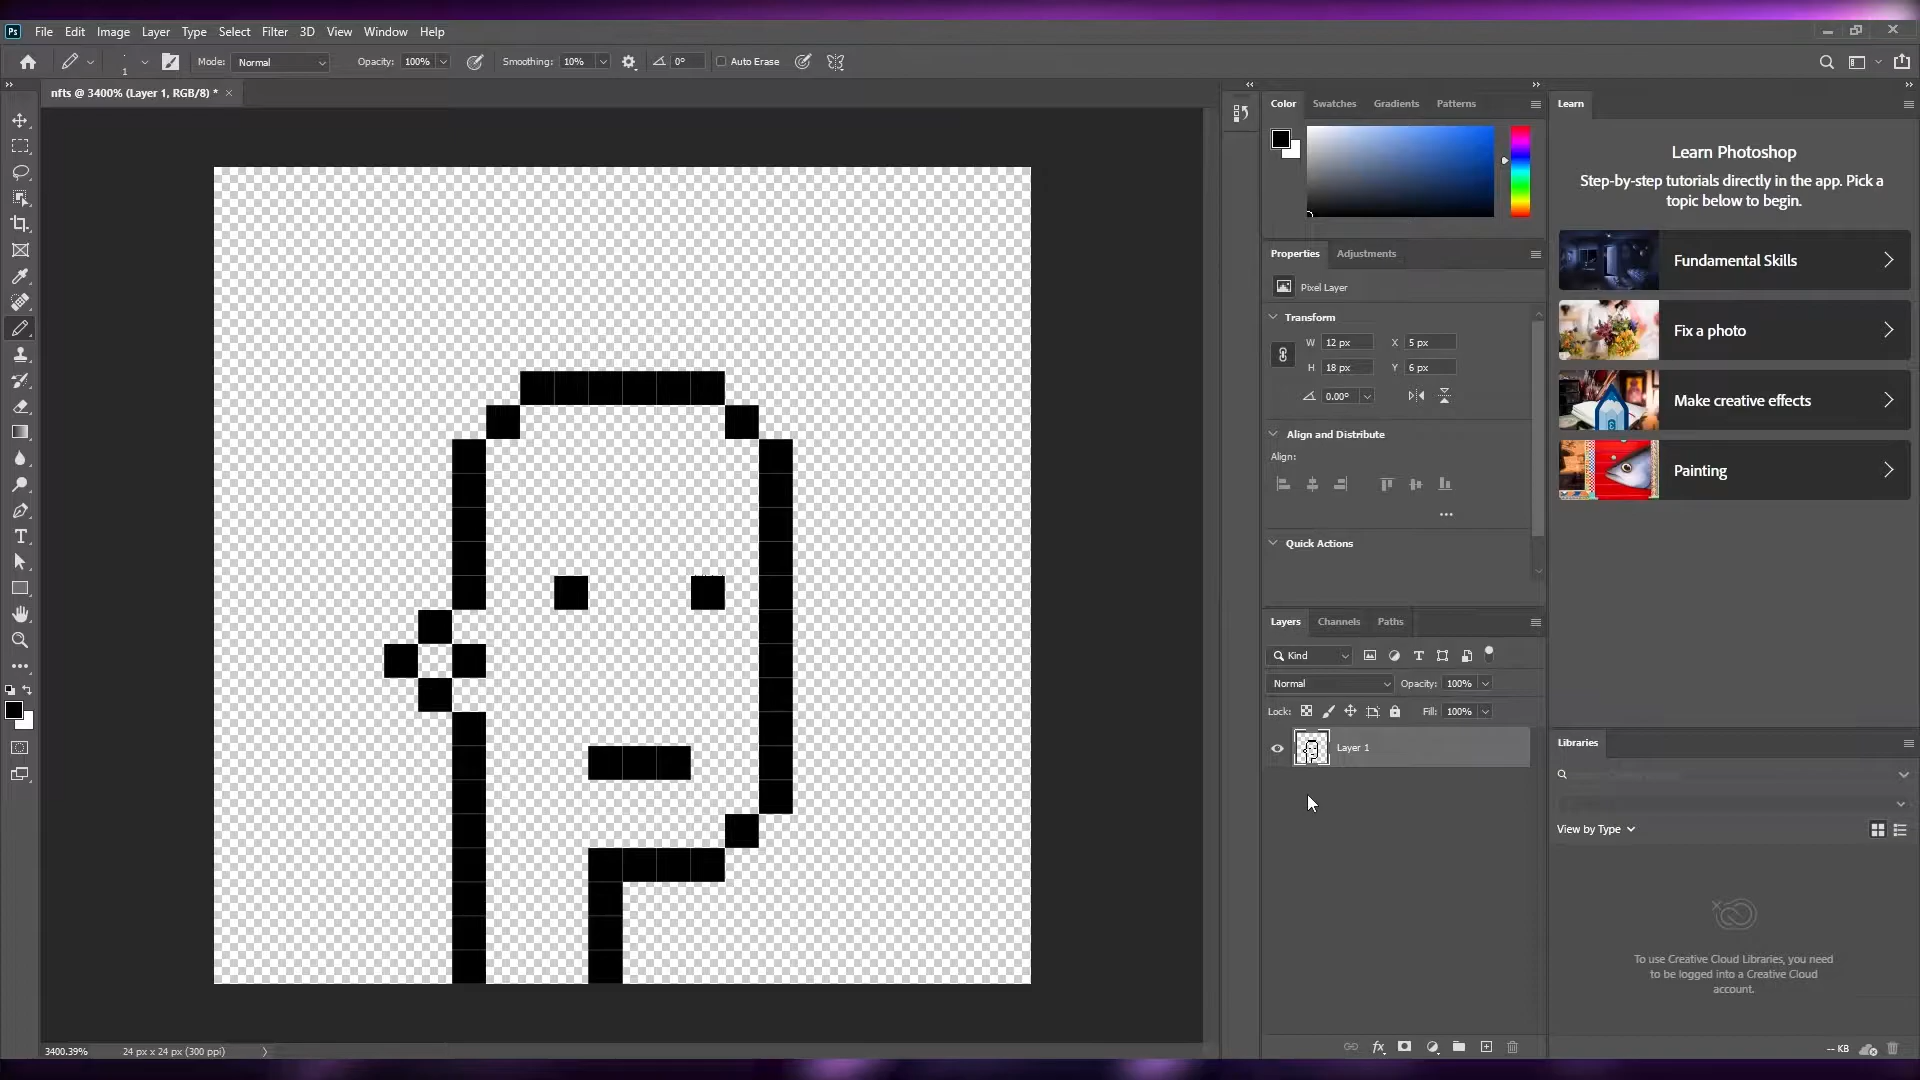 Ps File Edit Image Layer Type Select Filter 3D View Window Help
1 Mode: Normal Opacity: 100% Smoothing: 10% 0° Auto Erase
nfts @ 3400% (Layer 1, RGB/8) *
Color Swatches Gradients Patterns
Learn
Learn Photoshop
Step-by-step tutorials directly in the app. Pick a
topic below to begin.
Fundamental Skills
Fix a photo
Make creative effects
Painting
Properties Adjustments
Pixel Layer
Transform
W 12 px X 5 px
H 18 px Y 6 px
0.00°
Align and Distribute
Align:
Quick Actions
Layers Channels Paths
Kind
Normal Opacity: 100%
Lock: Fill: 100%
Layer 1
Libraries
View by Type
To use Creative Cloud Libraries, you need
to be logged into a Creative Cloud
account.
-- KB
3400.39% 24 px x 24 px (300 ppi)